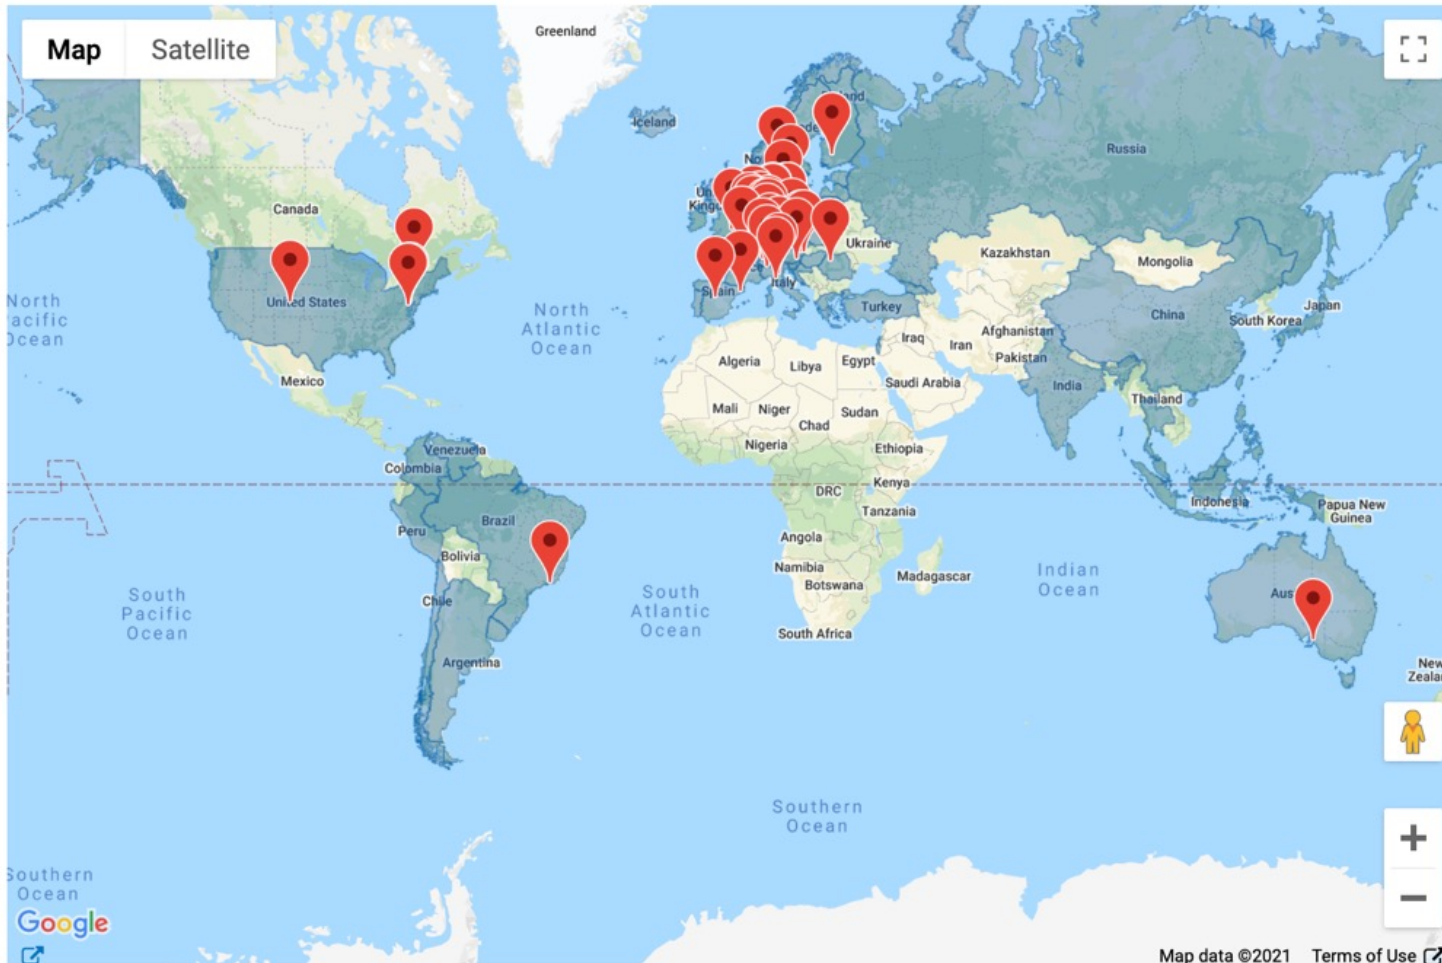 Map Satellite
Greenland
Iceland
Russia
Canada
Ukraine
Kazakhstan
Mongolia
North
Pacific
Ocean
United States
North
Atlantic
Ocean
Spain
Italy
Turkey
China
South Korea
Japan
Afghanistan
Iraq
Iran
Pakistan
Algeria
Libya
Egypt
Saudi Arabia
India
Mexico
Thailand
Mali
Niger
Chad
Sudan
Nigeria
Ethiopia
Venezuela
Colombia
DRC
Kenya
Indonesia
Papua New
Guinea
Brazil
Peru
Tanzania
Angola
Bolivia
Namibia
Botswana
Madagascar
Indian
Ocean
South
Pacific
Ocean
Chile
South
Atlantic
Ocean
Aus
South Africa
Argentina
New
Zeala
Southern
Ocean
Southern
Ocean
Google
Map data ©2021 Terms of Use